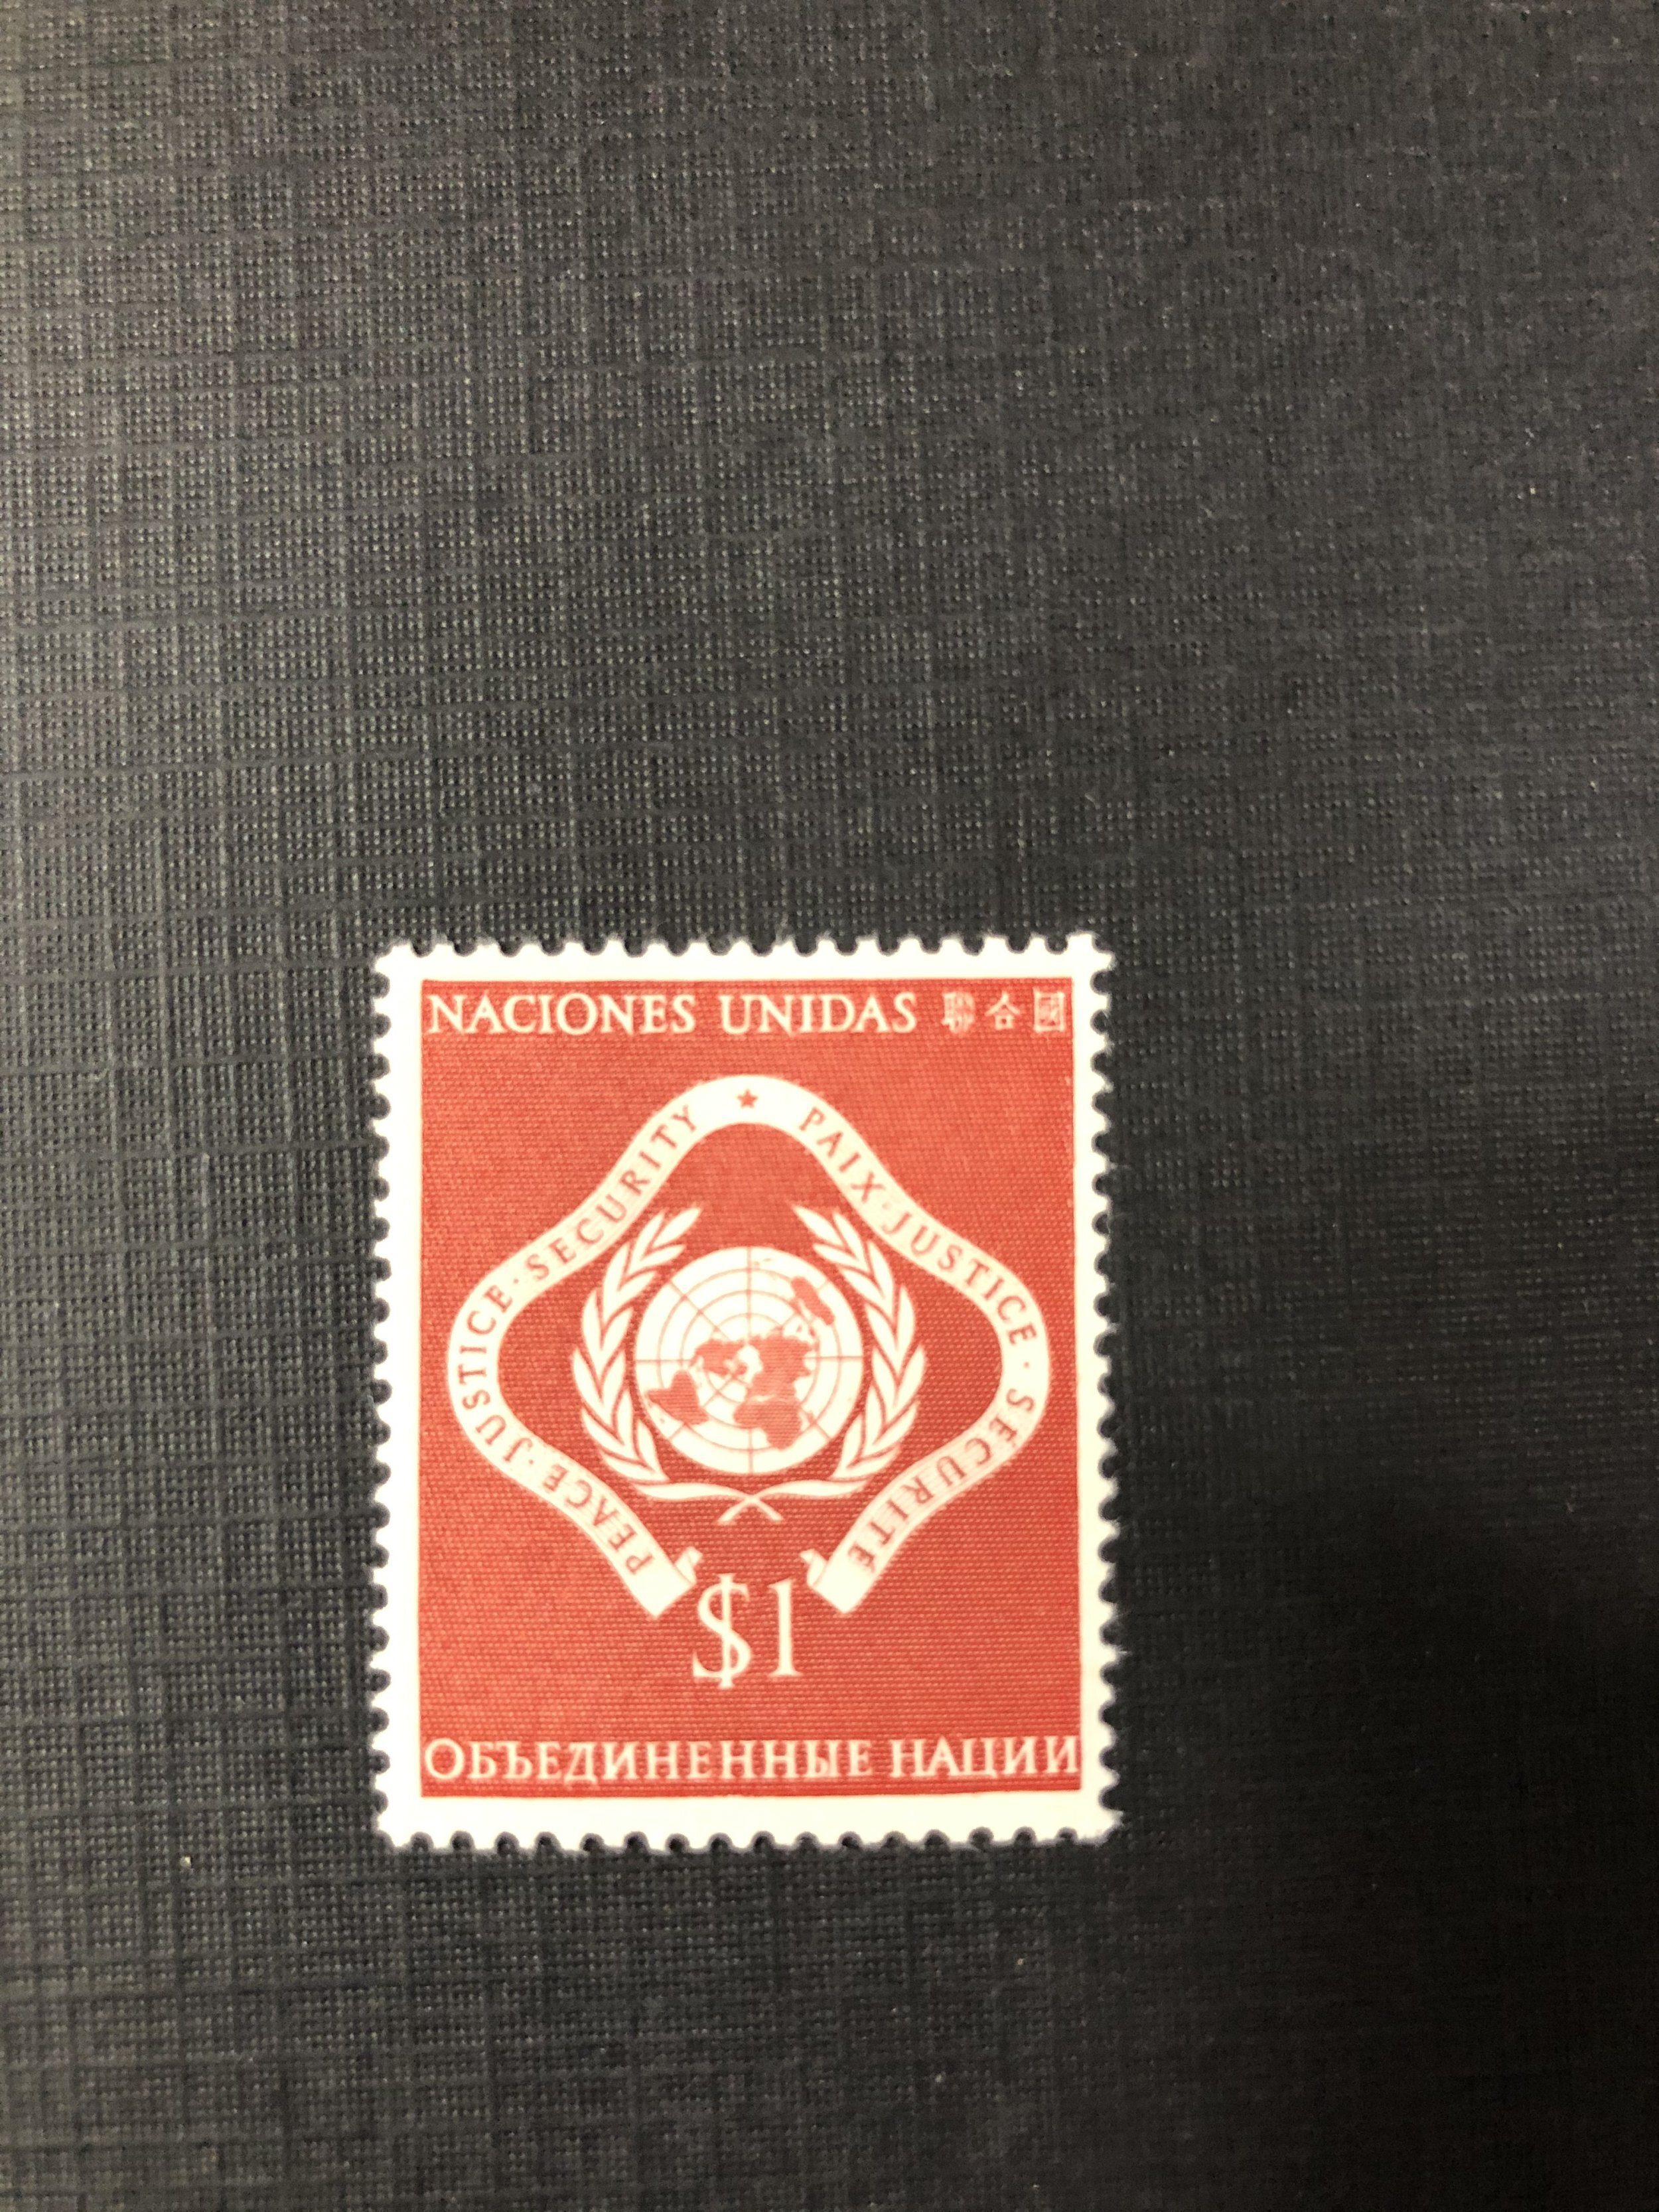 NACIONES UNIDAS 聯合國
PEACE · JUSTICE · SECURITY ★ PAIX · JUSTICE · SÉCURITÉ
$1
ОБЪЕДИНЕННЫЕ НАЦИИ